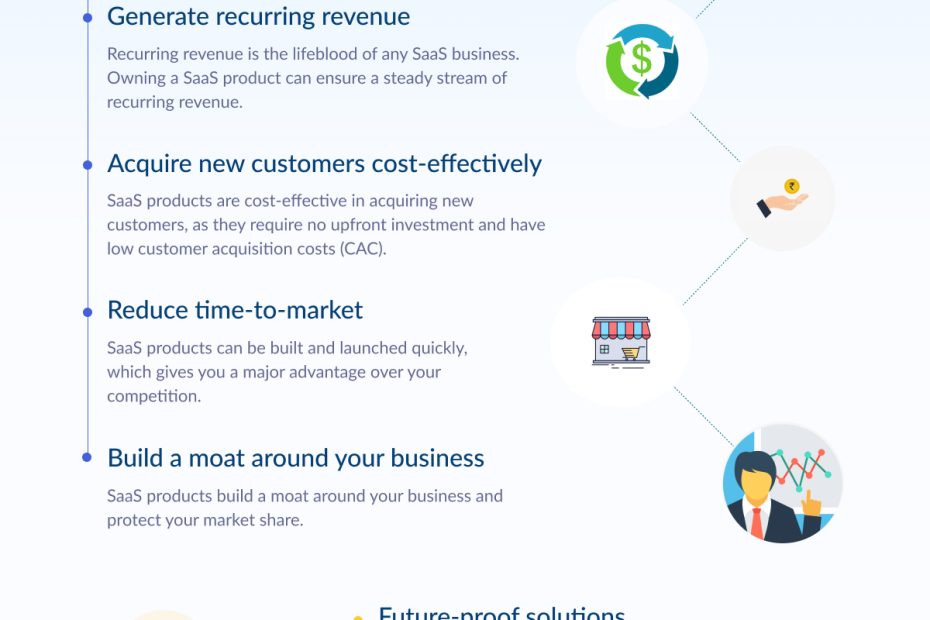 Generate recurring revenue
Recurring revenue is the lifeblood of any SaaS business.
Owning a SaaS product can ensure a steady stream of
recurring revenue.
$
Acquire new customers cost-effectively
SaaS products are cost-effective in acquiring new
customers, as they require no upfront investment and have
low customer acquisition costs (CAC).
₹
Reduce time-to-market
SaaS products can be built and launched quickly,
which gives you a major advantage over your
competition.
Build a moat around your business
SaaS products build a moat around your business and
protect your market share.
Future-proof solutions